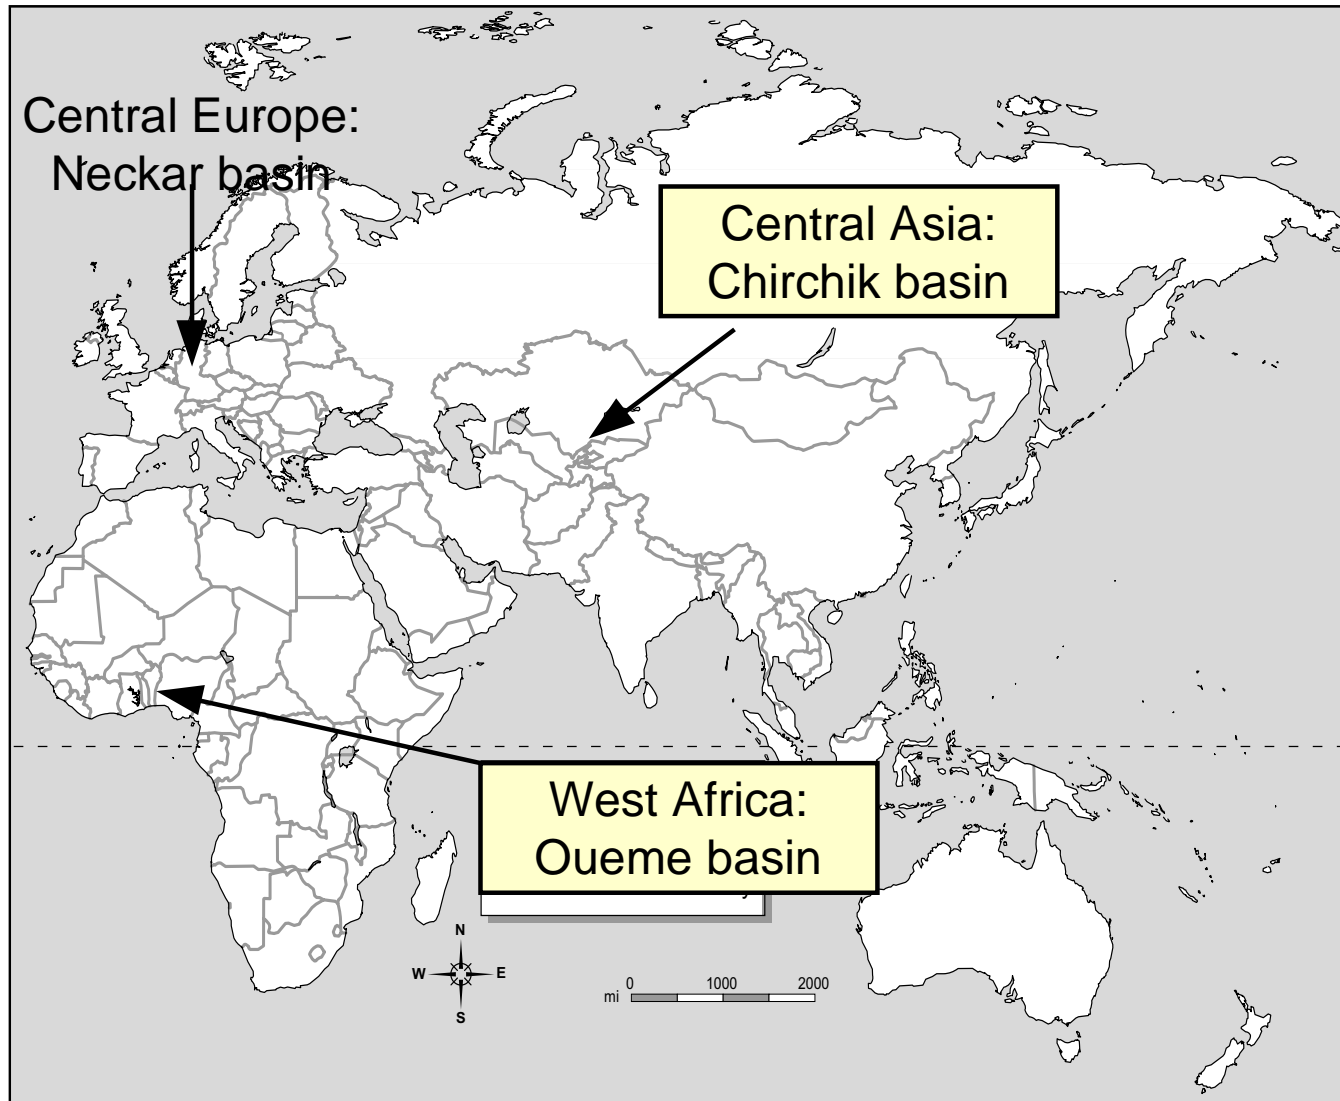 Central Europe:
Neckar basin
Central Asia:
Chirchik basin
West Africa:
Oueme basin
N
W E
S
mi 0 1000 2000